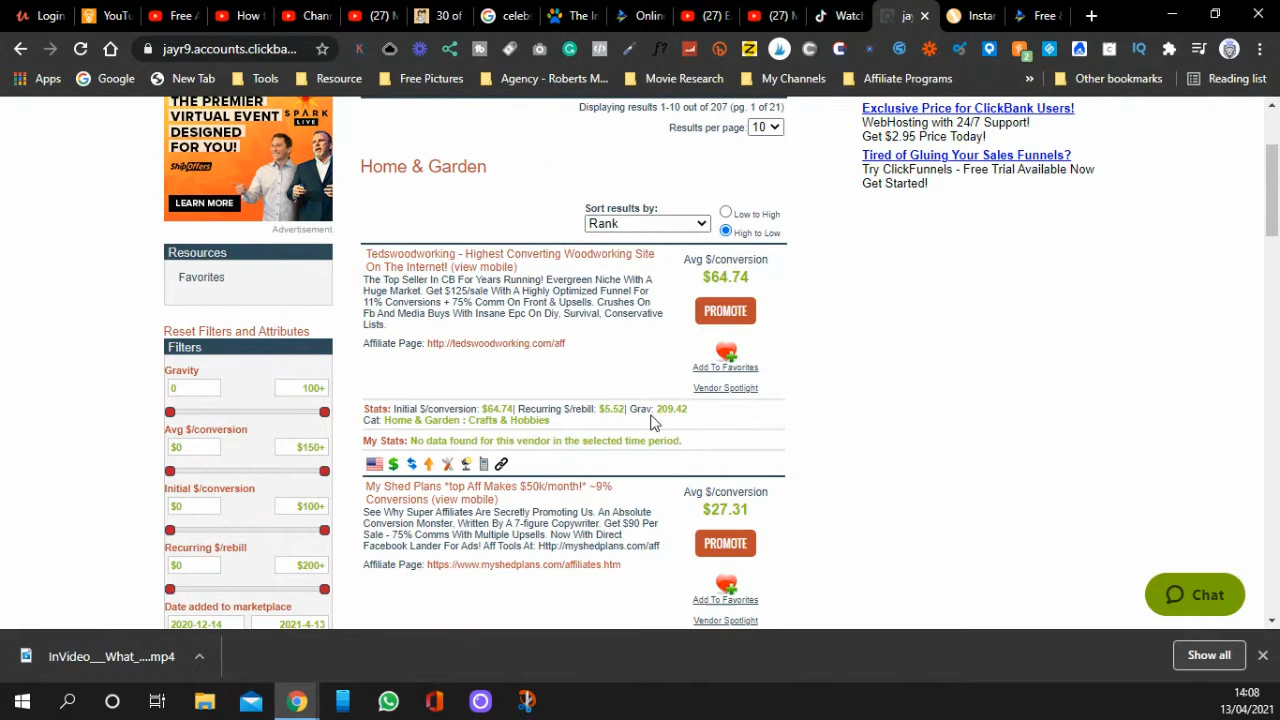 Login
YouTu
Free A
How t
Chann
(27) M
30 of
celebs
The In
Online
(27) E
(27) M
Watch
jay
Instan
Free &
jayr9.accounts.clickba...
Apps
Google
New Tab
Tools
Resource
Free Pictures
Agency - Roberts M...
Movie Research
My Channels
Affiliate Programs
»
Other bookmarks
Reading list
THE PREMIER
VIRTUAL EVENT
DESIGNED
FOR YOU!
SPARK
LIVE
ShipOffers
LEARN MORE
Advertisement
Resources
Favorites
Reset Filters and Attributes
Filters
Gravity
0 100+
Avg $/conversion
$0 $150+
Initial $/conversion
$0 $100+
Recurring $/rebill
$0 $200+
Date added to marketplace
2020-12-14 2021-4-13
Displaying results 1-10 out of 207 (pg. 1 of 21)
Results per page: 10
Home & Garden
Sort results by:
Rank
Low to High
High to Low
Tedswoodworking - Highest Converting Woodworking Site
On The Internet! (view mobile)
The Top Seller In CB For Years Running! Evergreen Niche With A
Huge Market. Get $125/sale With A Highly Optimized Funnel For
11% Conversions + 75% Comm On Front & Upsells. Crushes On
Fb And Media Buys With Insane Epc On Diy, Survival, Conservative
Lists.
Affiliate Page: http://tedswoodworking.com/aff
Avg $/conversion
$64.74
PROMOTE
Add To Favorites
Vendor Spotlight
Stats: Initial $/conversion: $64.74| Recurring $/rebill: $5.52| Grav: 209.42
Cat: Home & Garden : Crafts & Hobbies
My Stats: No data found for this vendor in the selected time period.
My Shed Plans *top Aff Makes $50k/month!* ~9%
Conversions (view mobile)
See Why Super Affiliates Are Secretly Promoting Us. An Absolute
Conversion Monster, Written By A 7-figure Copywriter. Get $90 Per
Sale - 75% Comms With Multiple Upsells. Now With Direct
Facebook Lander For Ads! Aff Tools At: Http://myshedplans.com/aff
Affiliate Page: https://www.myshedplans.com/affiliates.htm
Avg $/conversion
$27.31
PROMOTE
Add To Favorites
Vendor Spotlight
Exclusive Price for ClickBank Users!
WebHosting with 24/7 Support!
Get $2.95 Price Today!
Tired of Gluing Your Sales Funnels?
Try ClickFunnels - Free Trial Available Now
Get Started!
Chat
InVideo___What_....mp4
Show all
14:08
13/04/2021